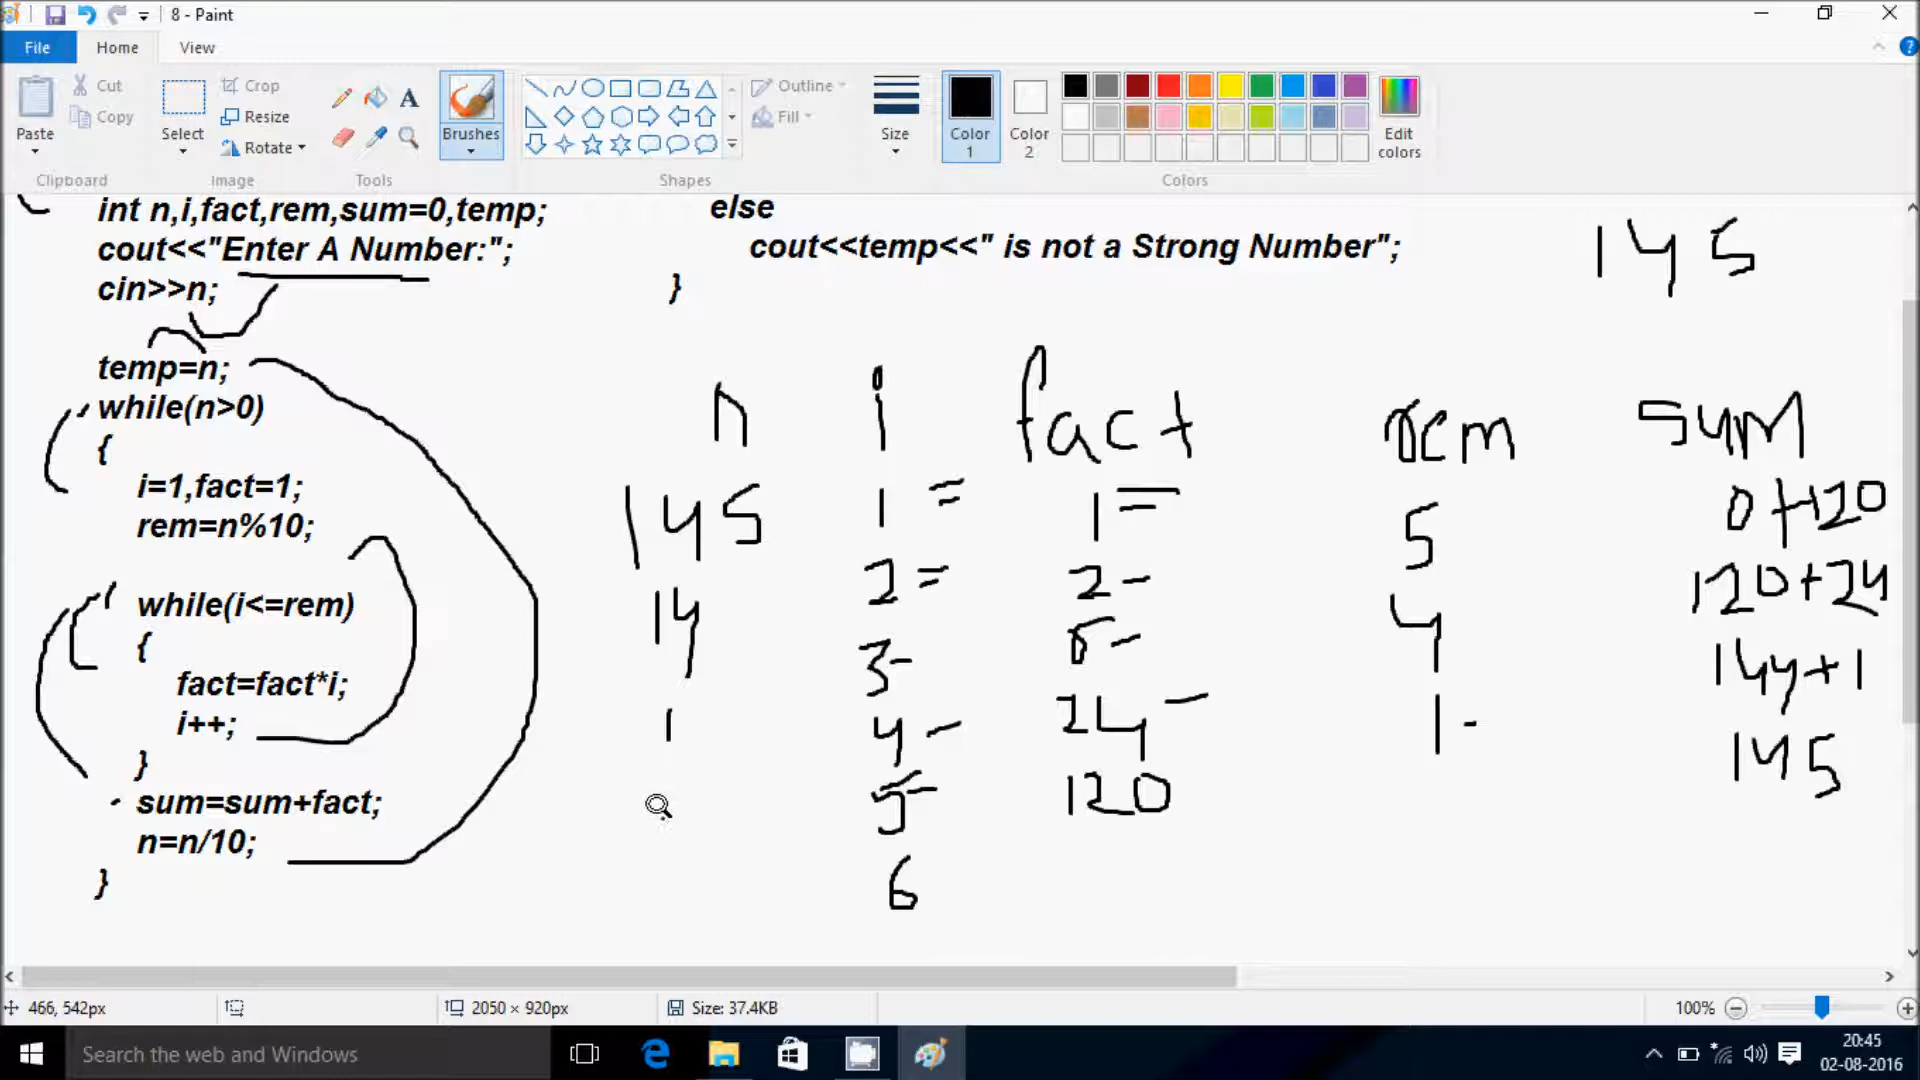 8 - Paint
File Home View
Paste Cut Copy Clipboard
Select Crop Resize Rotate Image
Tools
Brushes
Shapes Outline Fill
Size
Color 1 Color 2 Edit colors Colors
int n,i,fact,rem,sum=0,temp;
cout<<"Enter A Number:";
cin>>n;
temp=n;
while(n>0)
{
i=1,fact=1;
rem=n%10;
while(i<=rem)
{
fact=fact*i;
i++;
}
sum=sum+fact;
n=n/10;
}
else
cout<<temp<<" is not a Strong Number";
}
145
n i fact rem sum
145 1 = 1 = 5 0+120
14 2 = 2 - 4 120+24
1 3 - 6 - 1 - 144+1
4 - 24 - 145
5 - 120
6
466, 542px 2050 × 920px Size: 37.4KB 100%
Search the web and Windows
20:45
02-08-2016